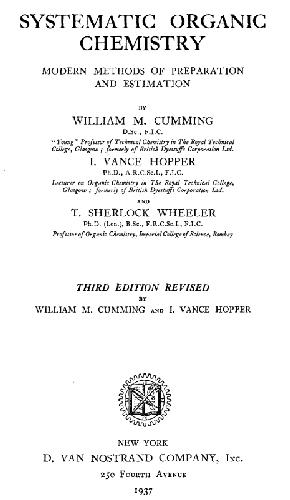 SYSTEMATIC ORGANIC
CHEMISTRY
MODERN METHODS OF PREPARATION
AND ESTIMATION
BY
WILLIAM M. CUMMING
D.Sc., F.I.C.
"Young" Professor of Technical Chemistry in The Royal Technical
College, Glasgow; formerly of British Dyestuffs Corporation Ltd.
I. VANCE HOPPER
Ph.D., A.R.C.Sc.I., F.I.C.
Lecturer on Organic Chemistry in The Royal Technical College,
Glasgow; formerly of British Dyestuffs Corporation Ltd.
AND
T. SHERLOCK WHEELER
Ph.D. (Lon.), B.Sc., F.R.C.Sc.I., F.I.C.
Professor of Organic Chemistry, Imperial College of Science, Bombay
THIRD EDITION REVISED
BY
WILLIAM M. CUMMING AND I. VANCE HOPPER
NEW YORK
D. VAN NOSTRAND COMPANY, Inc.
250 Fourth Avenue
1937